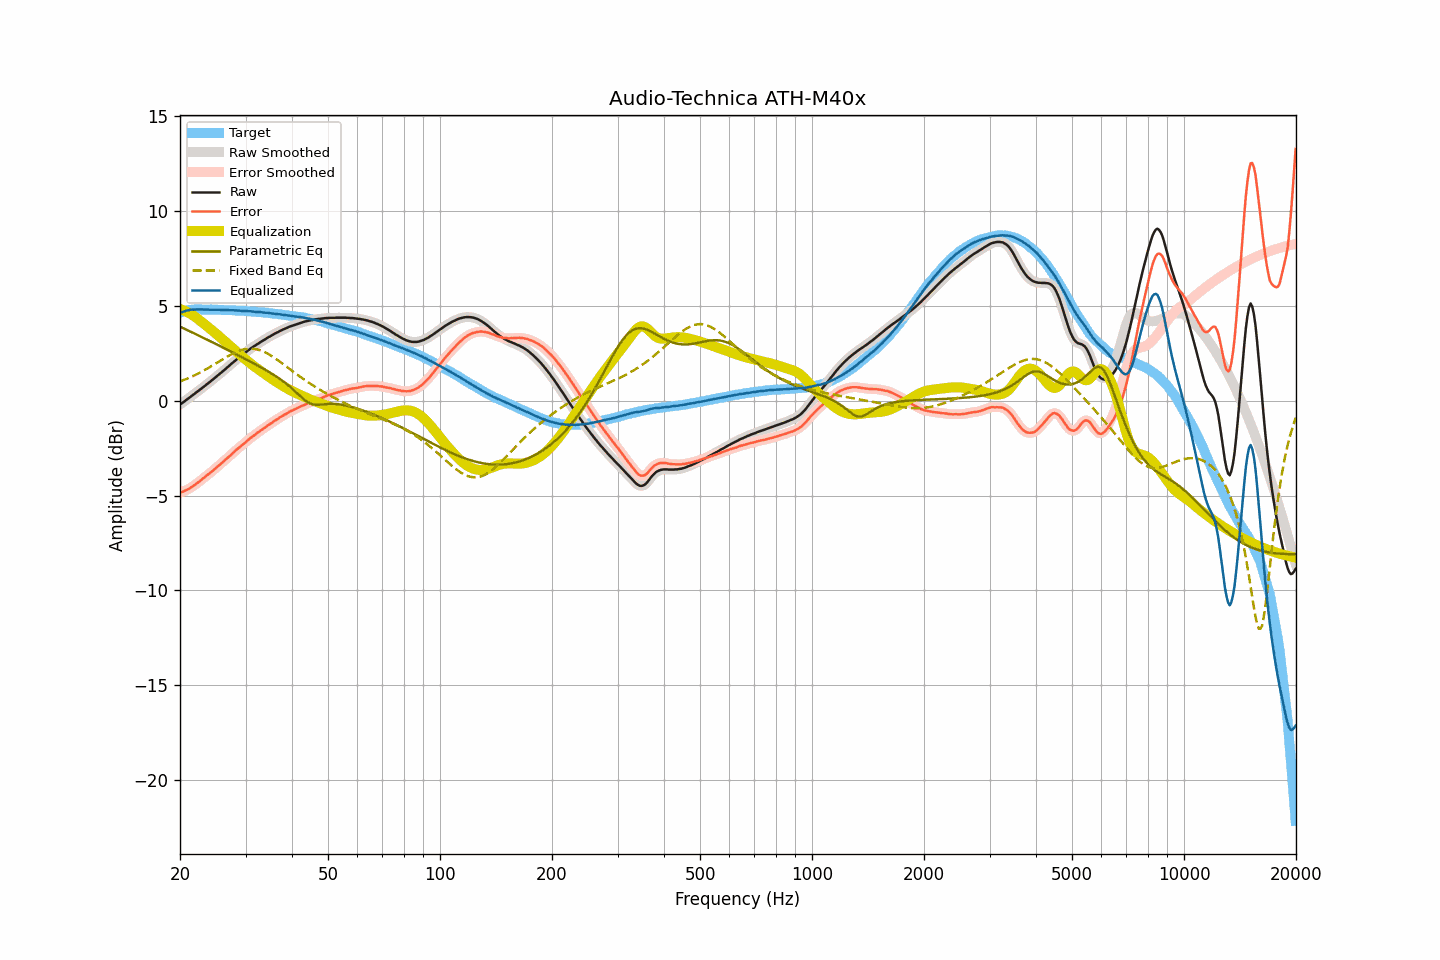 Audio-Technica ATH-M40x
Target
Raw Smoothed
Error Smoothed
Raw
Error
Equalization
Parametric Eq
Fixed Band Eq
Equalized
15
10
5
0
−5
−10
−15
−20
Amplitude (dBr)
20 50 100 200 500 1000 2000 5000 10000 20000
Frequency (Hz)